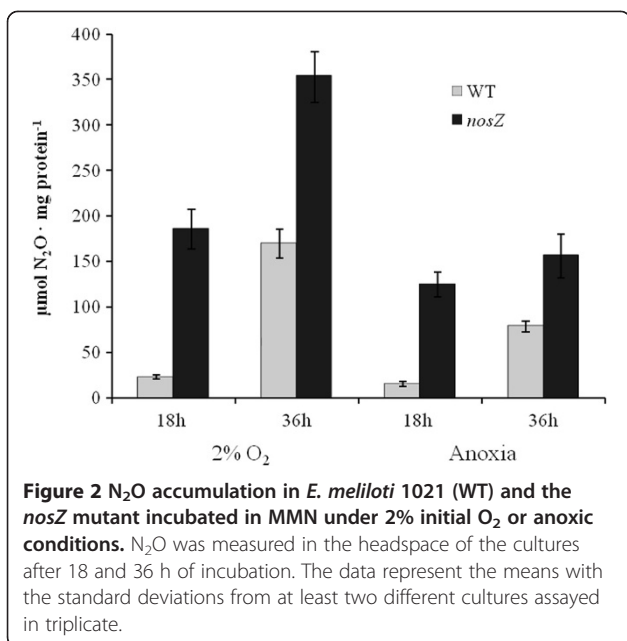 400
350
300
250
200
150
100
50
0
µmol N₂O · mg protein⁻¹
WT
nosZ
18h 36h 18h 36h
2% O₂ Anoxia
Figure 2 N₂O accumulation in E. meliloti 1021 (WT) and the
nosZ mutant incubated in MMN under 2% initial O₂ or anoxic
conditions. N₂O was measured in the headspace of the cultures
after 18 and 36 h of incubation. The data represent the means with
the standard deviations from at least two different cultures assayed
in triplicate.